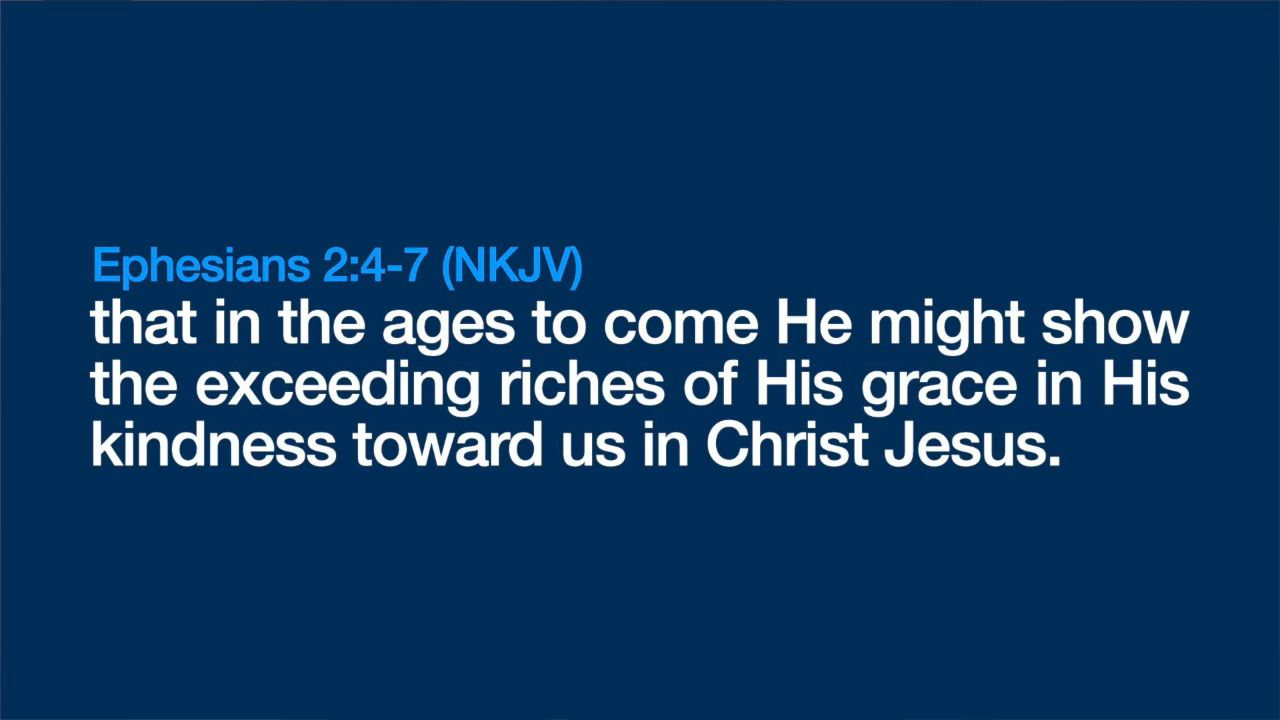 Ephesians 2:4-7 (NKJV)
that in the ages to come He might show
the exceeding riches of His grace in His
kindness toward us in Christ Jesus.